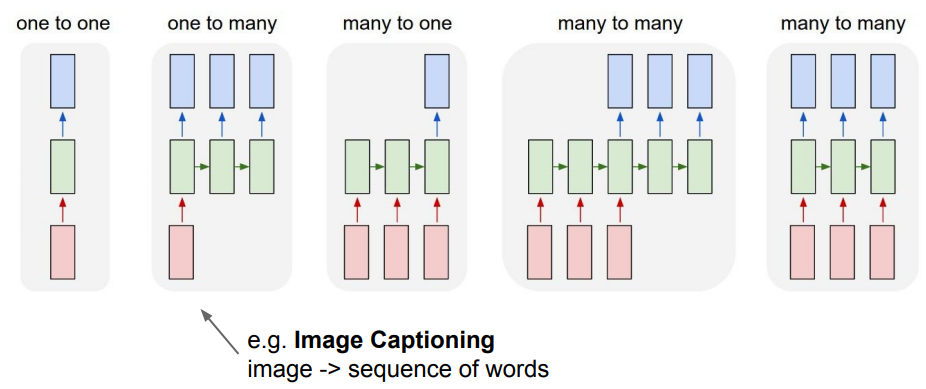 one to one
one to many
many to one
many to many
many to many
e.g. Image Captioning
image -> sequence of words